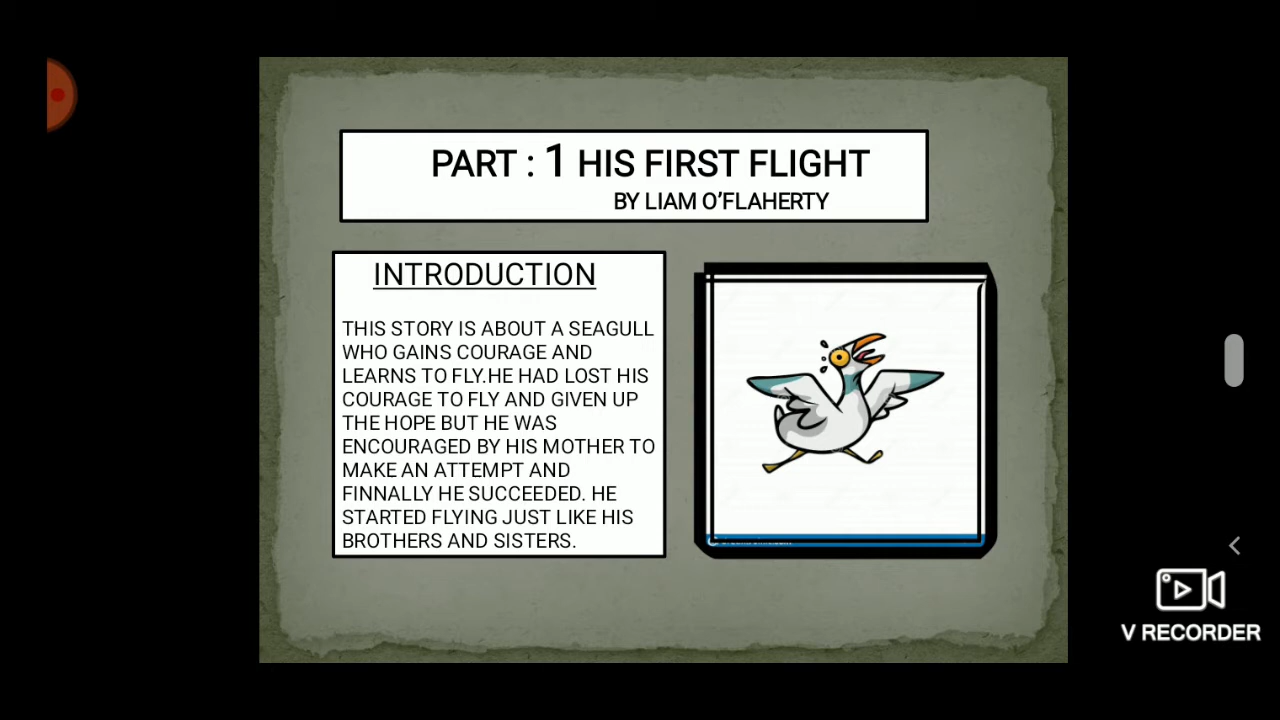 PART : 1 HIS FIRST FLIGHT
BY LIAM O'FLAHERTY
INTRODUCTION
THIS STORY IS ABOUT A SEAGULL
WHO GAINS COURAGE AND
LEARNS TO FLY.HE HAD LOST HIS
COURAGE TO FLY AND GIVEN UP
THE HOPE BUT HE WAS
ENCOURAGED BY HIS MOTHER TO
MAKE AN ATTEMPT AND
FINNALLY HE SUCCEEDED. HE
STARTED FLYING JUST LIKE HIS
BROTHERS AND SISTERS.
V RECORDER